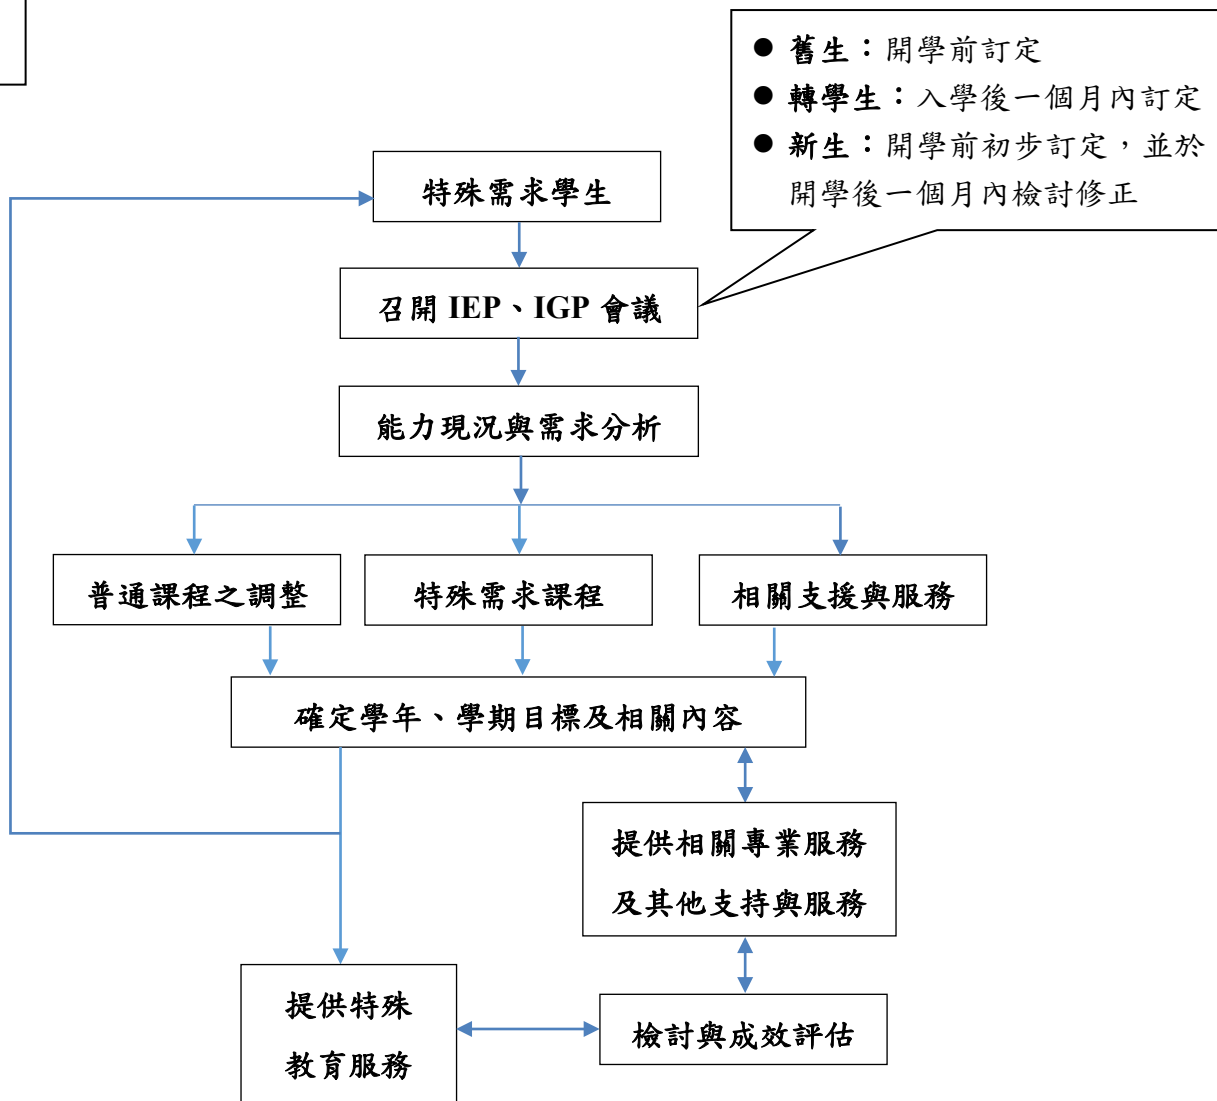 ● 舊生：開學前訂定
● 轉學生：入學後一個月內訂定
● 新生：開學前初步訂定，並於
開學後一個月內檢討修正
特殊需求學生
召開 IEP、IGP 會議
能力現況與需求分析
普通課程之調整
特殊需求課程
相關支援與服務
確定學年、學期目標及相關內容
提供相關專業服務
及其他支持與服務
提供特殊
教育服務
檢討與成效評估